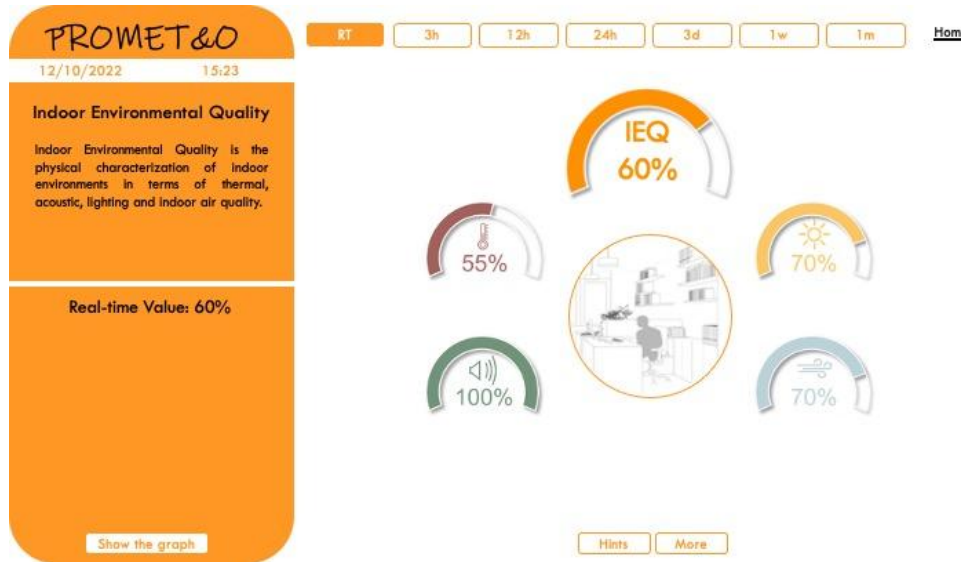 PROMET&O
12/10/2022 15:23
Indoor Environmental Quality
Indoor Environmental Quality is the
physical characterization of indoor
environments in terms of thermal,
acoustic, lighting and indoor air quality.
Real-time Value: 60%
Show the graph
RT 3h 12h 24h 3d 1w 1m Hom
IEQ
60%
55%
70%
100%
70%
Hints More